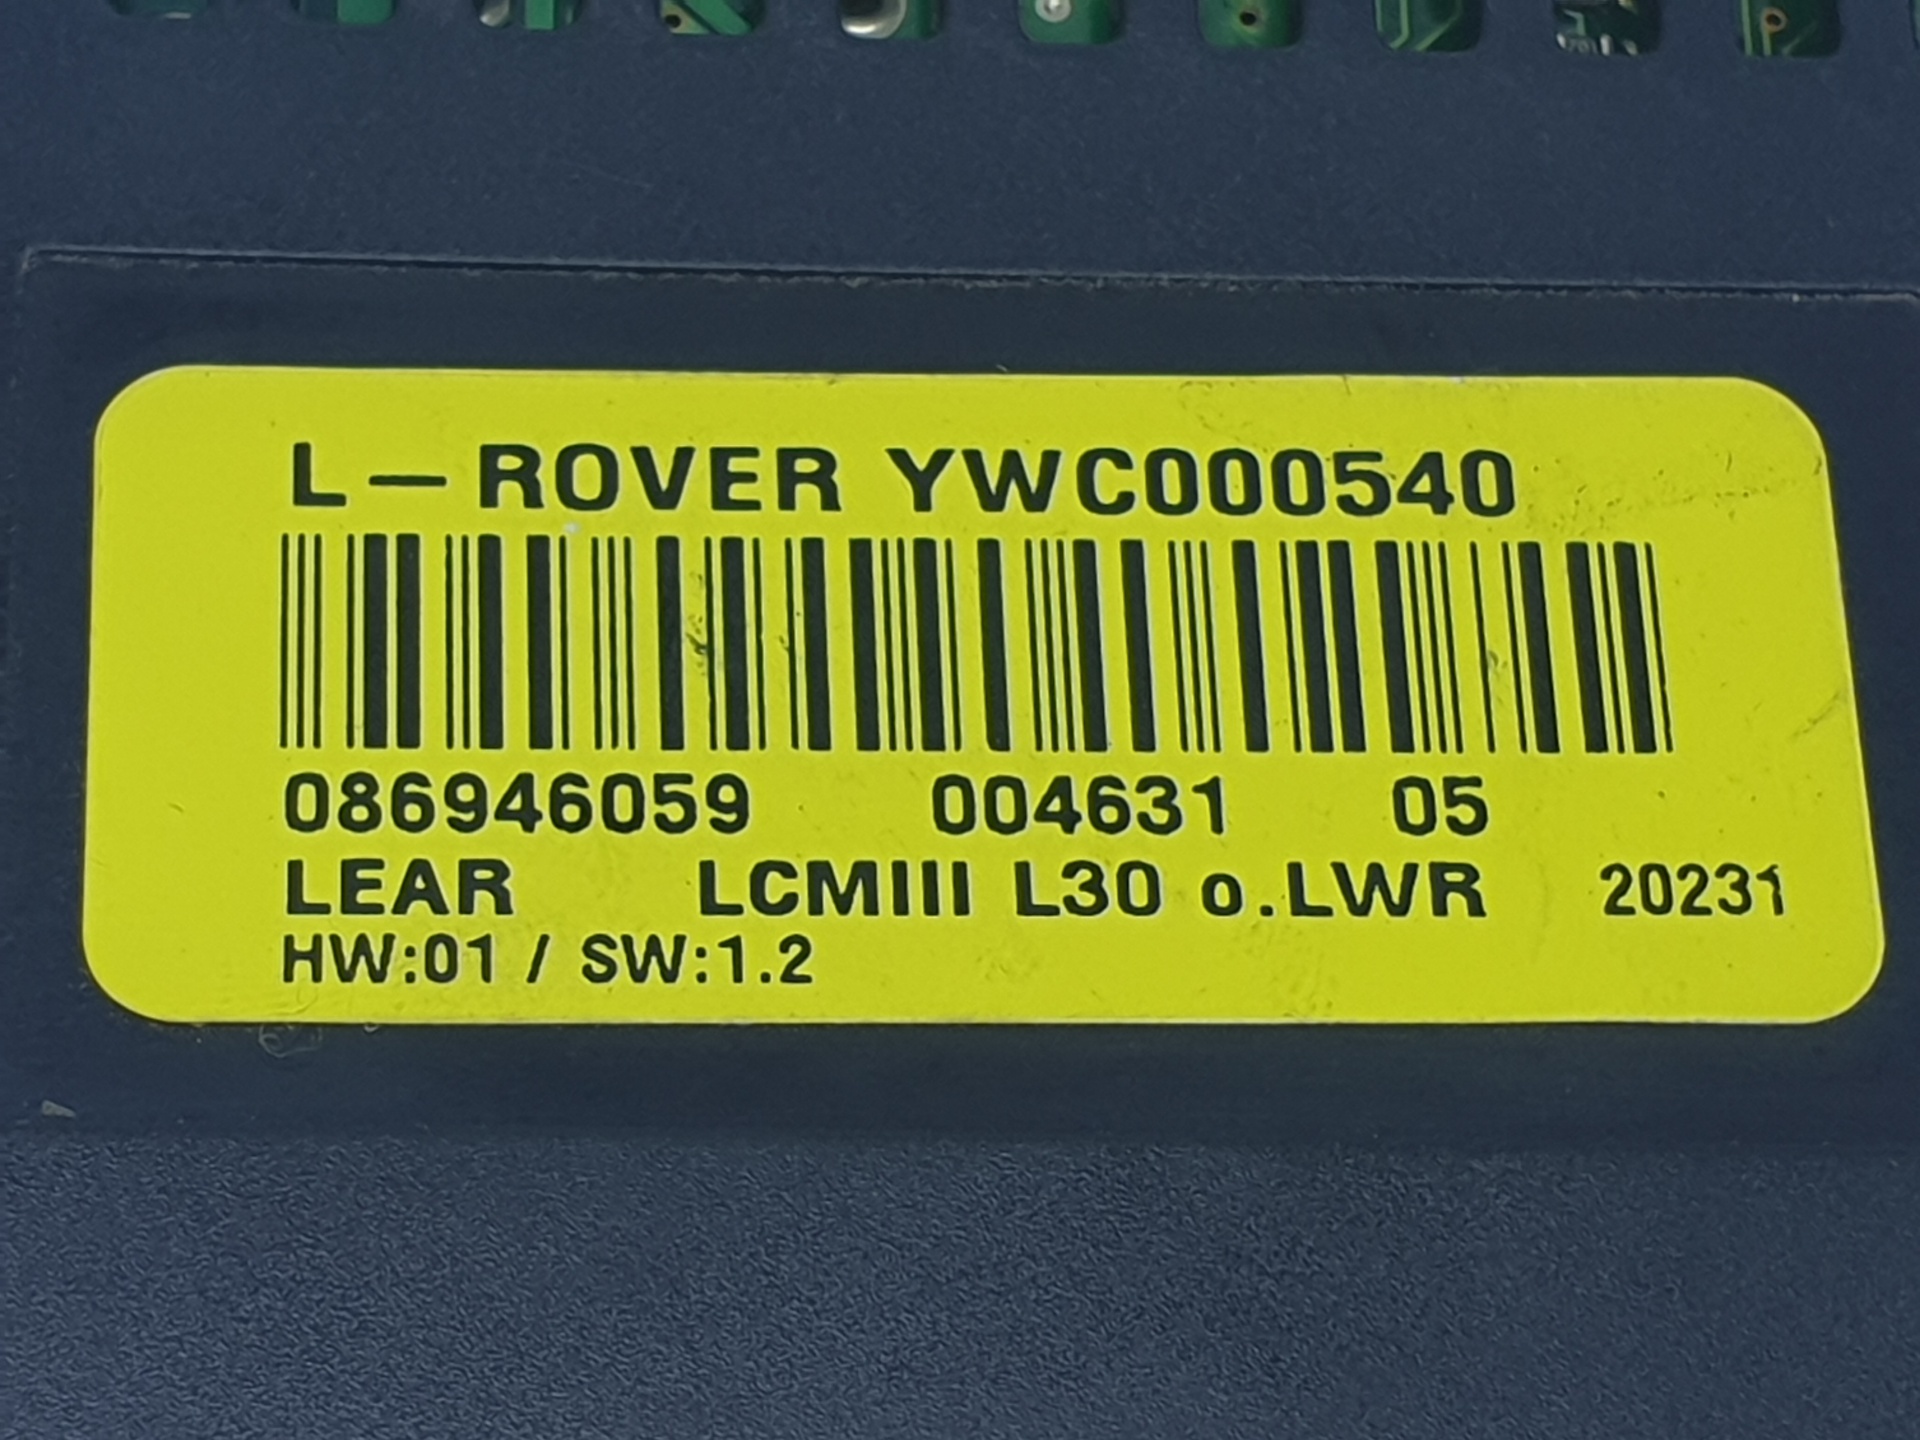 L-ROVER YWC000540
086946059 004631 05
LEAR LCMIII L30 o.LWR 20231
HW:01 / SW:1.2